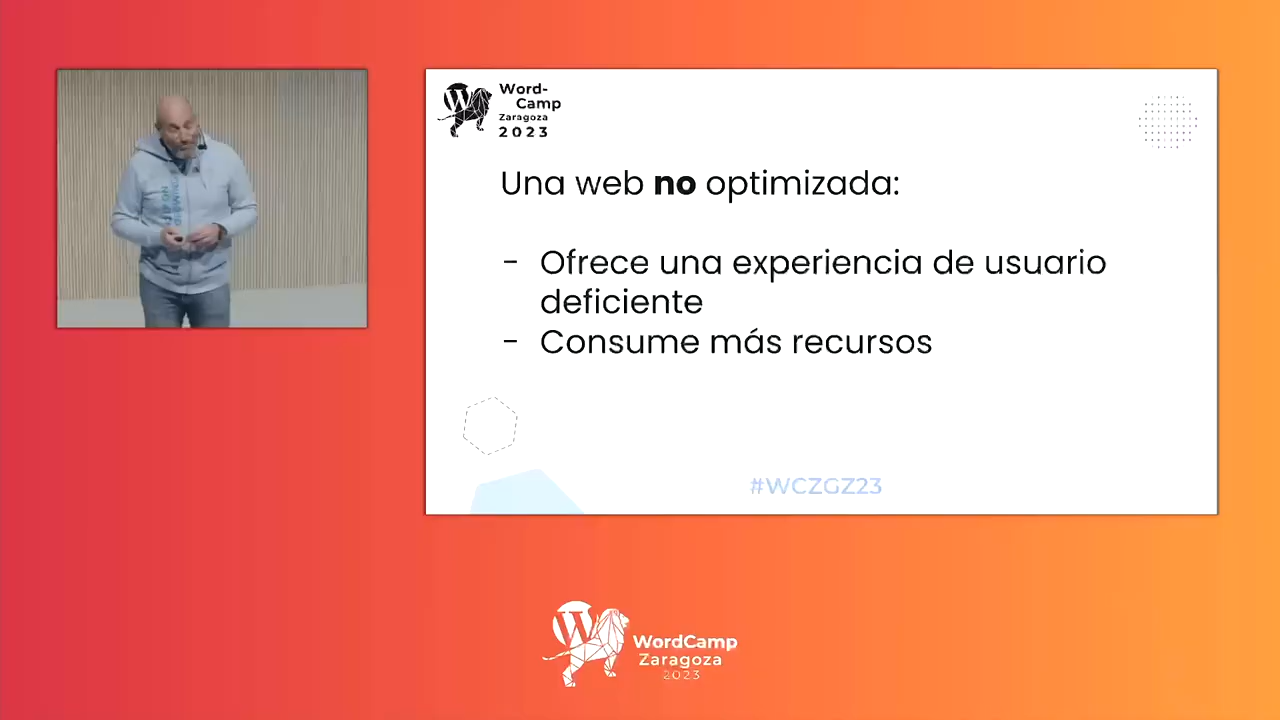 Word-
Camp
Zaragoza
2023
Una web no optimizada:
- Ofrece una experiencia de usuario
deficiente
- Consume más recursos
#WCZGZ23
WordCamp
Zaragoza
2023